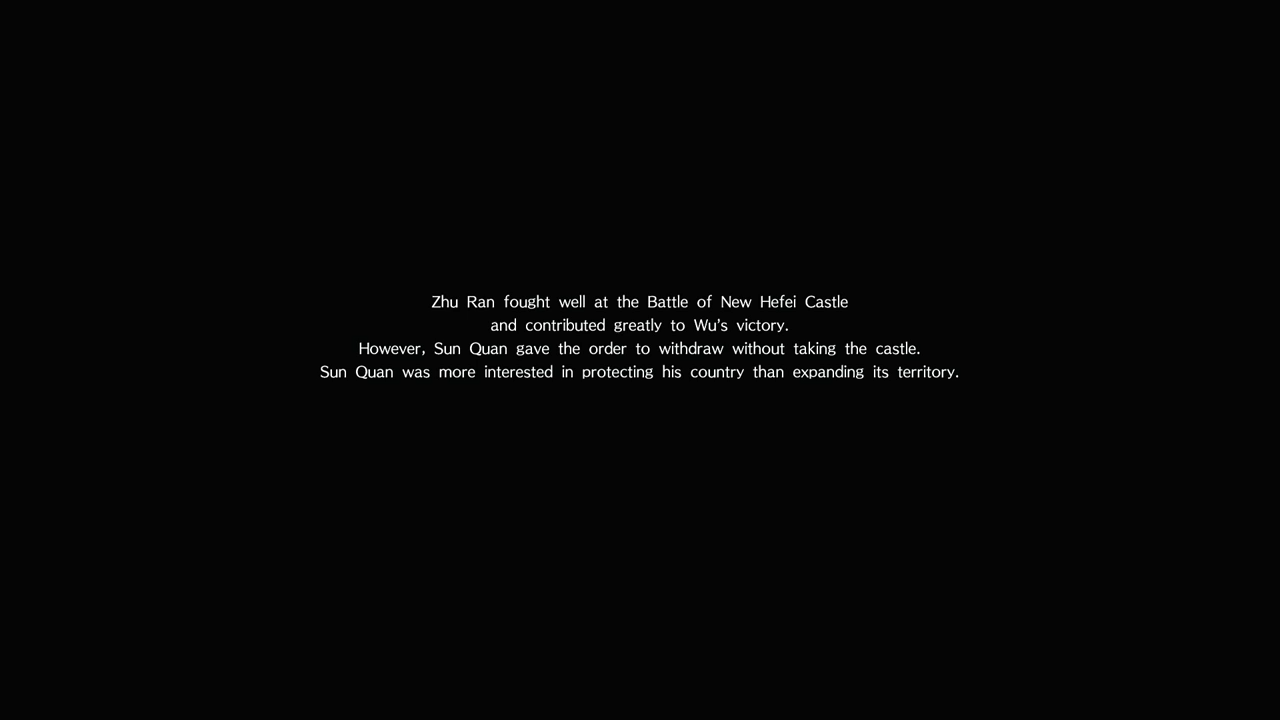 Zhu Ran fought well at the Battle of New Hefei Castle
and contributed greatly to Wu's victory.
However, Sun Quan gave the order to withdraw without taking the castle.
Sun Quan was more interested in protecting his country than expanding its territory.